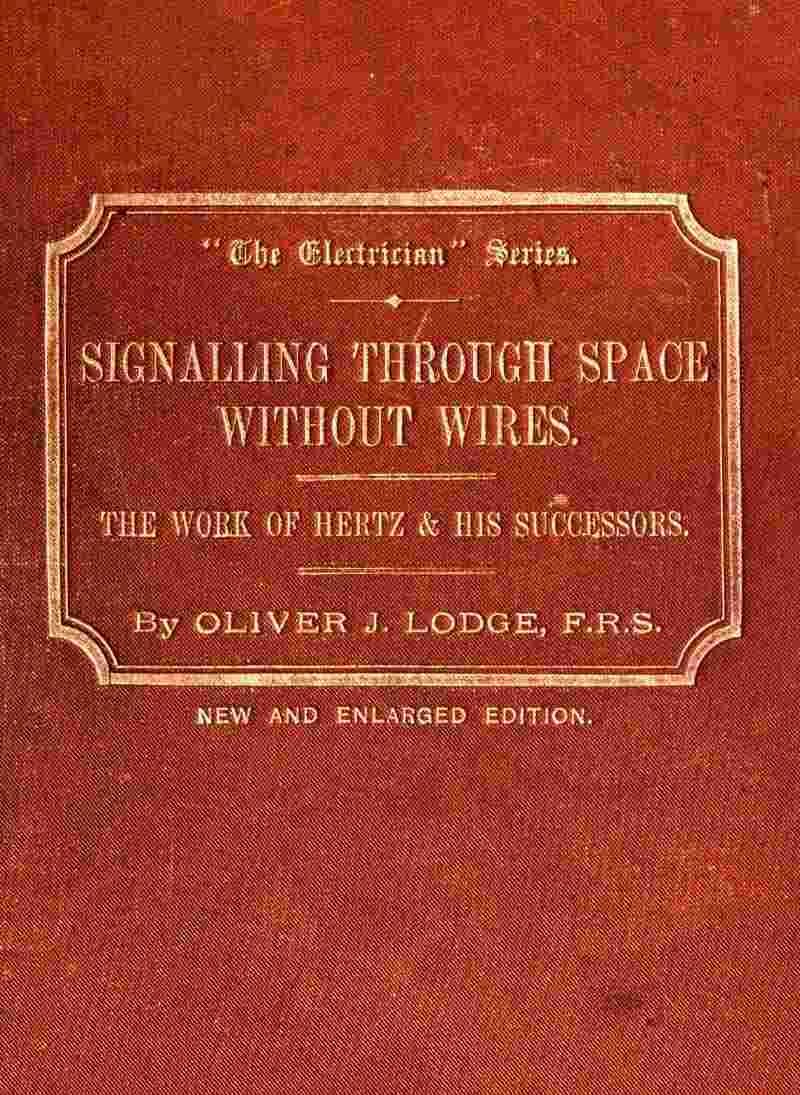 "The Electrician" Series.
SIGNALLING THROUGH SPACE
WITHOUT WIRES.
THE WORK OF HERTZ & HIS SUCCESSORS.
By OLIVER J. LODGE, F.R.S.
NEW AND ENLARGED EDITION.